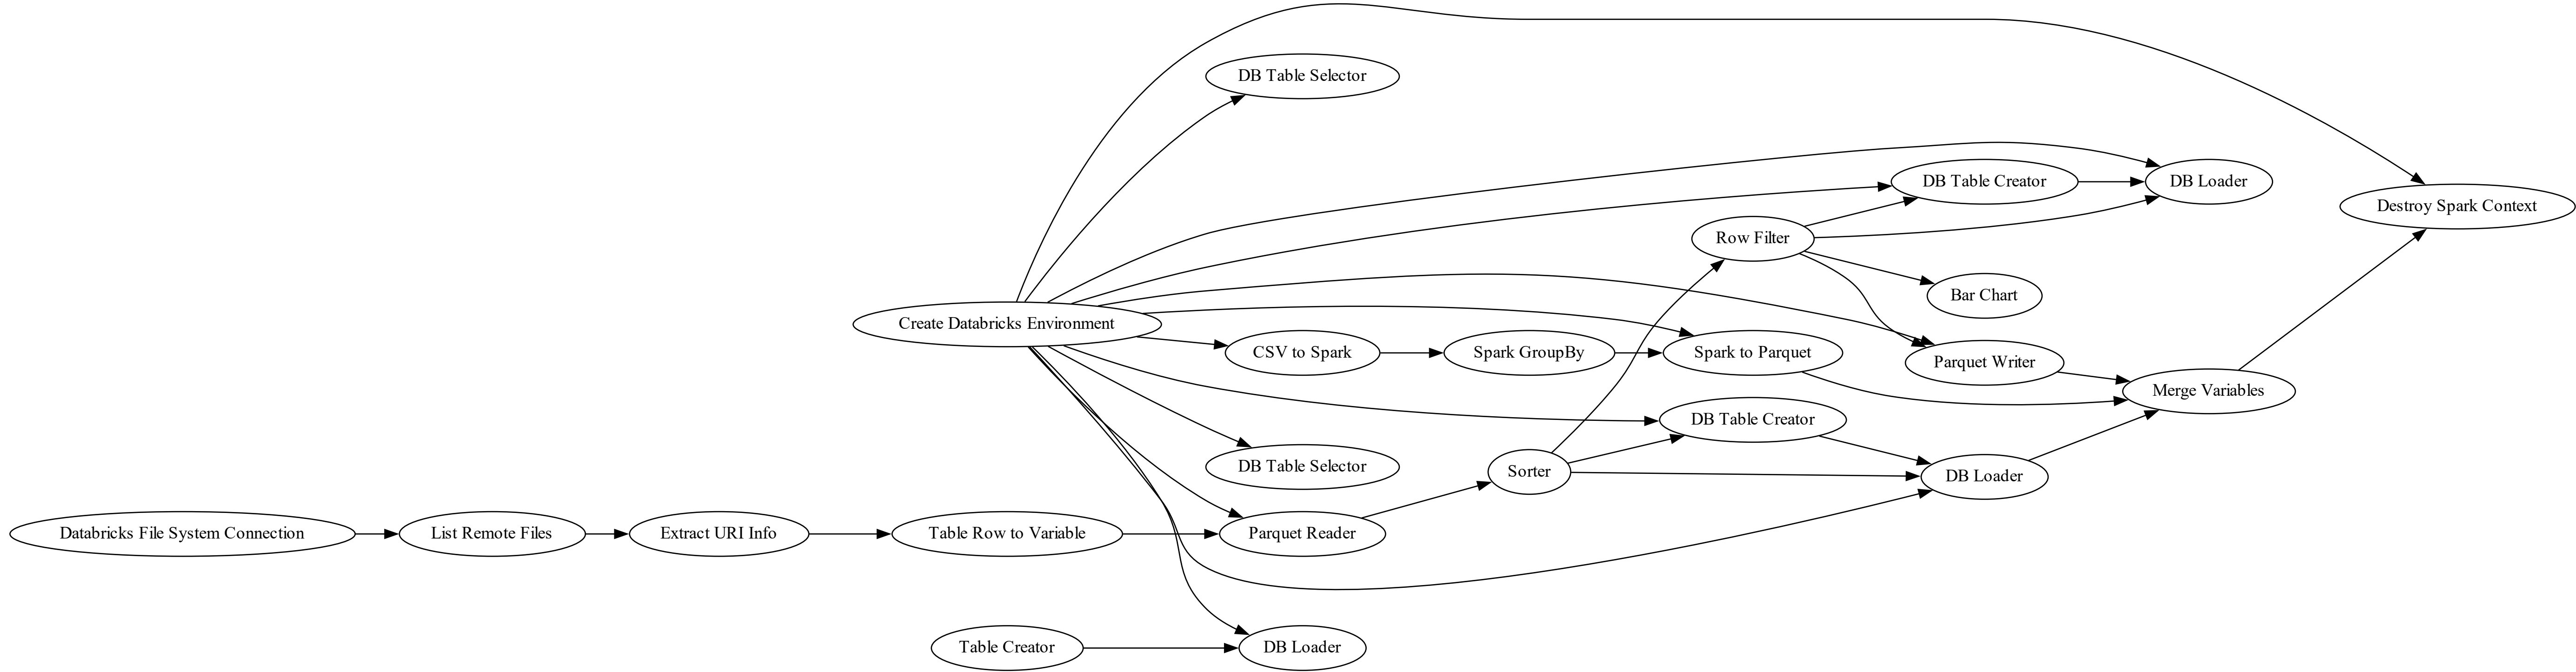 DB Table Selector
DB Table Creator
DB Loader
Destroy Spark Context
Row Filter
Bar Chart
Create Databricks Environment
CSV to Spark
Spark GroupBy
Spark to Parquet
Parquet Writer
Merge Variables
DB Table Creator
DB Table Selector
Sorter
DB Loader
Databricks File System Connection
List Remote Files
Extract URI Info
Table Row to Variable
Parquet Reader
Table Creator
DB Loader